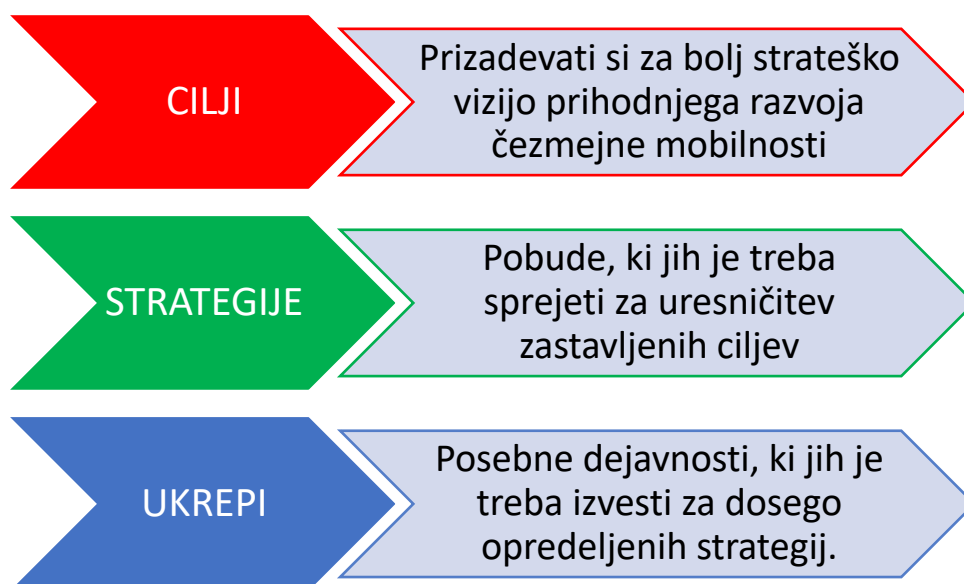 CILJI
Prizadevati si za bolj strateško
vizijo prihodnjega razvoja
čezmejne mobilnosti
STRATEGIJE
Pobude, ki jih je treba
sprejeti za uresničitev
zastavljenih ciljev
UKREPI
Posebne dejavnosti, ki jih je
treba izvesti za dosego
opredeljenih strategij.